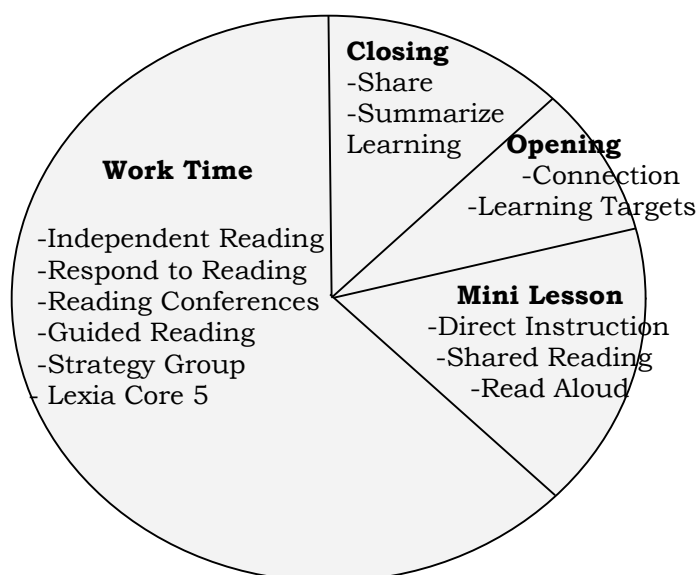 Closing
-Share
-Summarize
Learning
Opening
-Connection
-Learning Targets
Mini Lesson
-Direct Instruction
-Shared Reading
-Read Aloud
Work Time
-Independent Reading
-Respond to Reading
-Reading Conferences
-Guided Reading
-Strategy Group
- Lexia Core 5